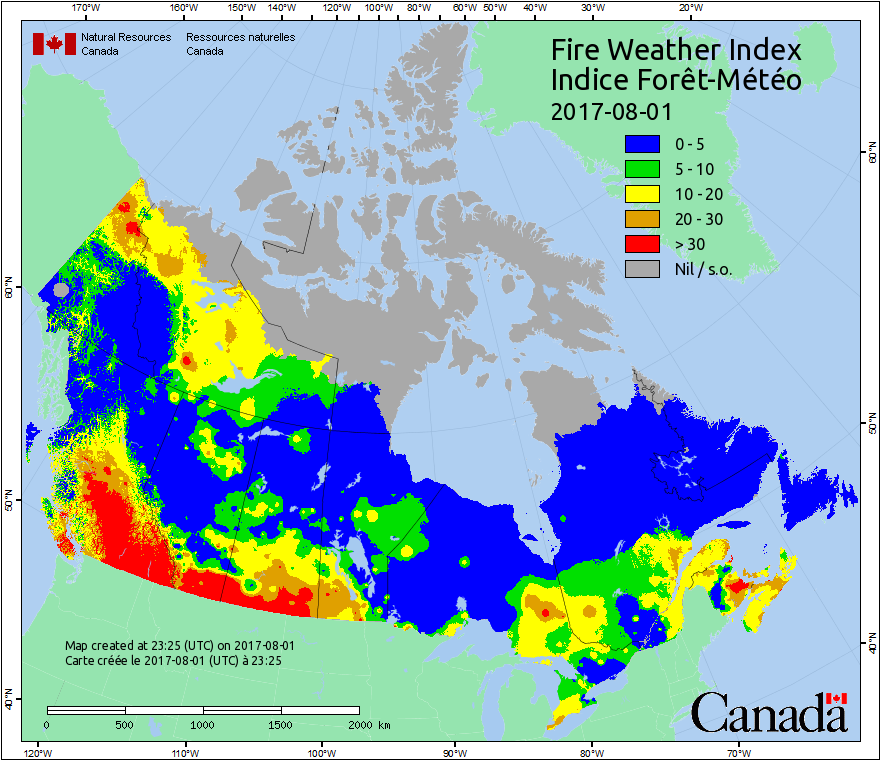 170°W 160°W 150°W 140°W 120°W 100°W 80°W 60°W 50°W 40°W 30°W 20°W
Natural Resources Ressources naturelles
Canada Canada
Fire Weather Index
Indice Forêt-Météo
2017-08-01
0 - 5
5 - 10
10 - 20
20 - 30
> 30
Nil / s.o.
60°N
60°N
50°N
50°N
40°N
40°N
Map created at 23:25 (UTC) on 2017-08-01
Carte créée le 2017-08-01 (UTC) à 23:25
0 500 1000 1500 2000 km
Canada
120°W 110°W 100°W 90°W 80°W 70°W